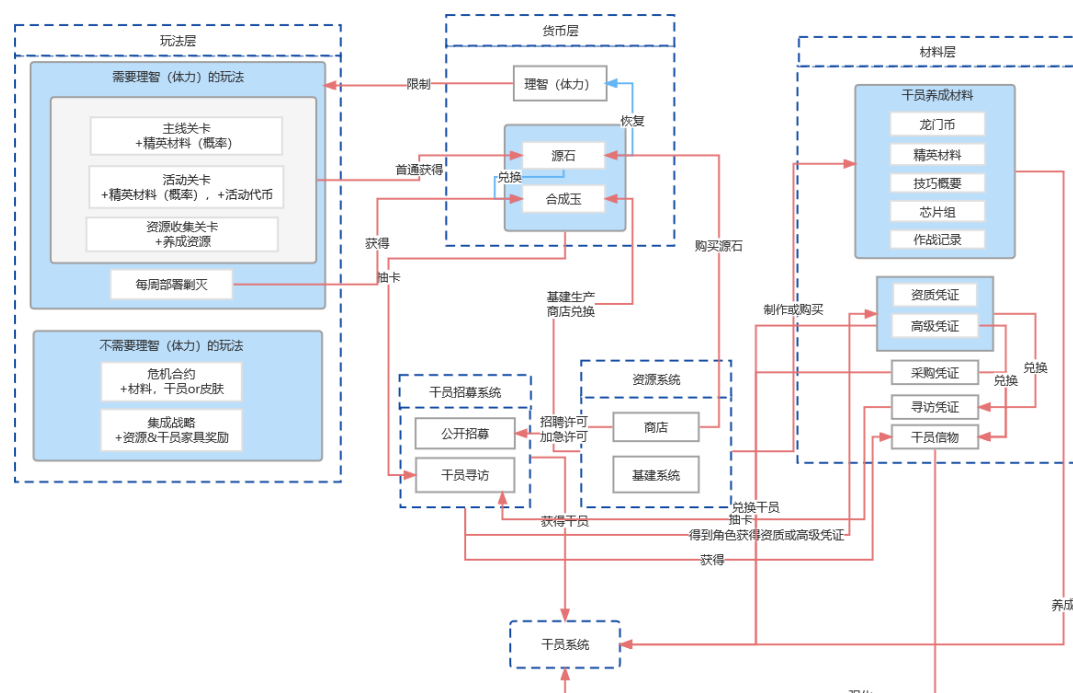 玩法层
需要理智（体力）的玩法
主线关卡
+精英材料（概率）
活动关卡
+精英材料（概率），+活动代币
资源收集关卡
+养成资源
每周部署剿灭
不需要理智（体力）的玩法
危机合约
+材料，干员or皮肤
集成战略
+资源&干员家具奖励
货币层
限制
理智（体力）
恢复
首通获得
源石
兑换
合成玉
获得
抽卡
购买源石
基建生产
商店兑换
干员招募系统
公开招募
干员寻访
招聘许可
加急许可
资源系统
商店
基建系统
材料层
干员养成材料
龙门币
精英材料
技巧概要
芯片组
作战记录
制作或购买
资质凭证
高级凭证
采购凭证
兑换
兑换
寻访凭证
干员信物
获得干员
兑换干员
抽卡
得到角色获得资质或高级凭证
获得
养成
干员系统